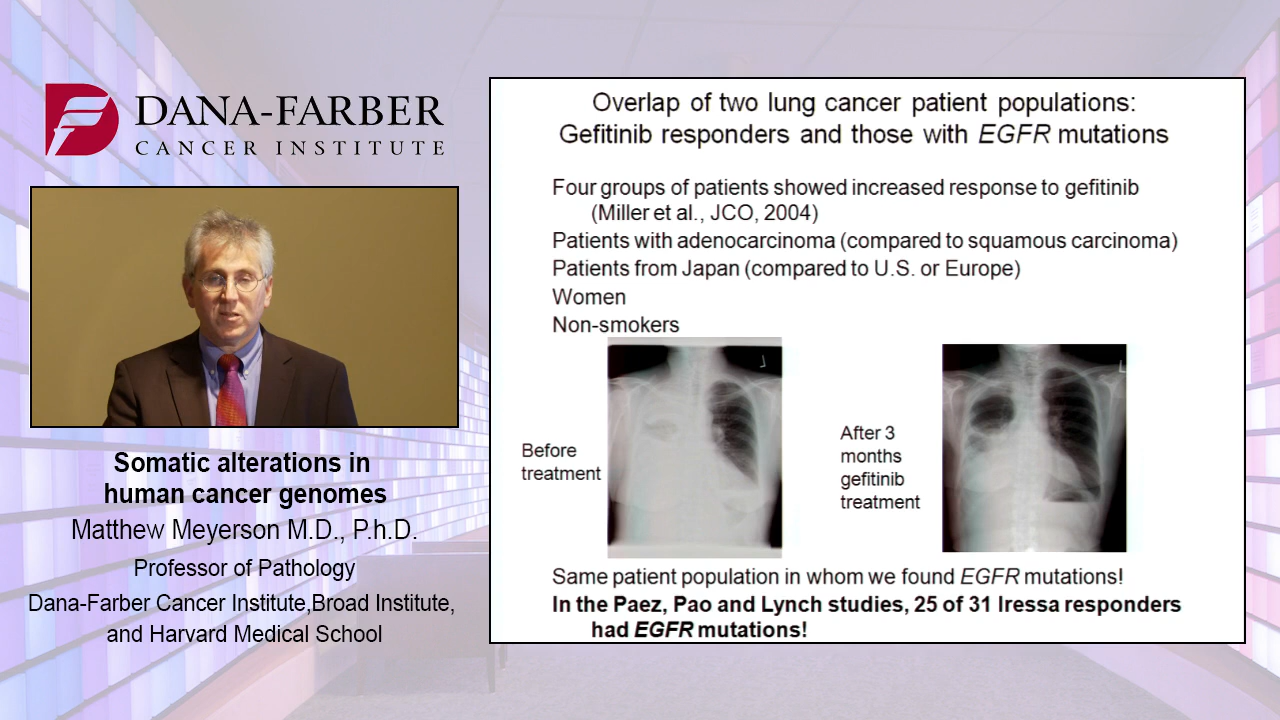 DANA-FARBER
CANCER INSTITUTE
Somatic alterations in
human cancer genomes
Matthew Meyerson M.D., P.h.D.
Professor of Pathology
Dana-Farber Cancer Institute,Broad Institute,
and Harvard Medical School
Overlap of two lung cancer patient populations:
Gefitinib responders and those with EGFR mutations
Four groups of patients showed increased response to gefitinib
(Miller et al., JCO, 2004)
Patients with adenocarcinoma (compared to squamous carcinoma)
Patients from Japan (compared to U.S. or Europe)
Women
Non-smokers
Before
treatment
L
After 3
months
gefitinib
treatment
L
Same patient population in whom we found EGFR mutations!
In the Paez, Pao and Lynch studies, 25 of 31 Iressa responders
had EGFR mutations!